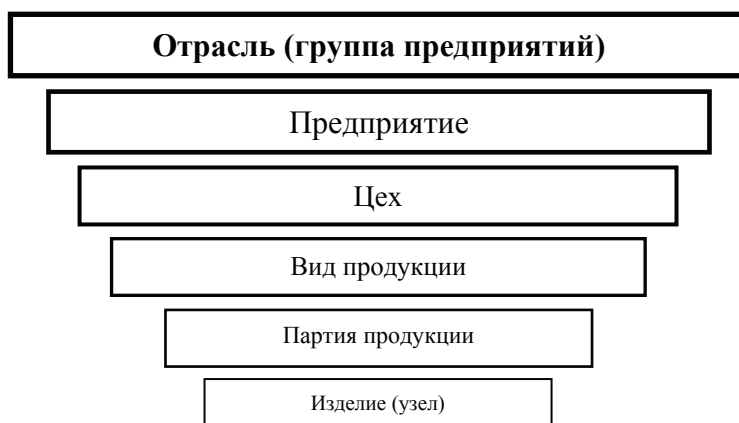 Отрасль (группа предприятий)
Предприятие
Цех
Вид продукции
Партия продукции
Изделие (узел)